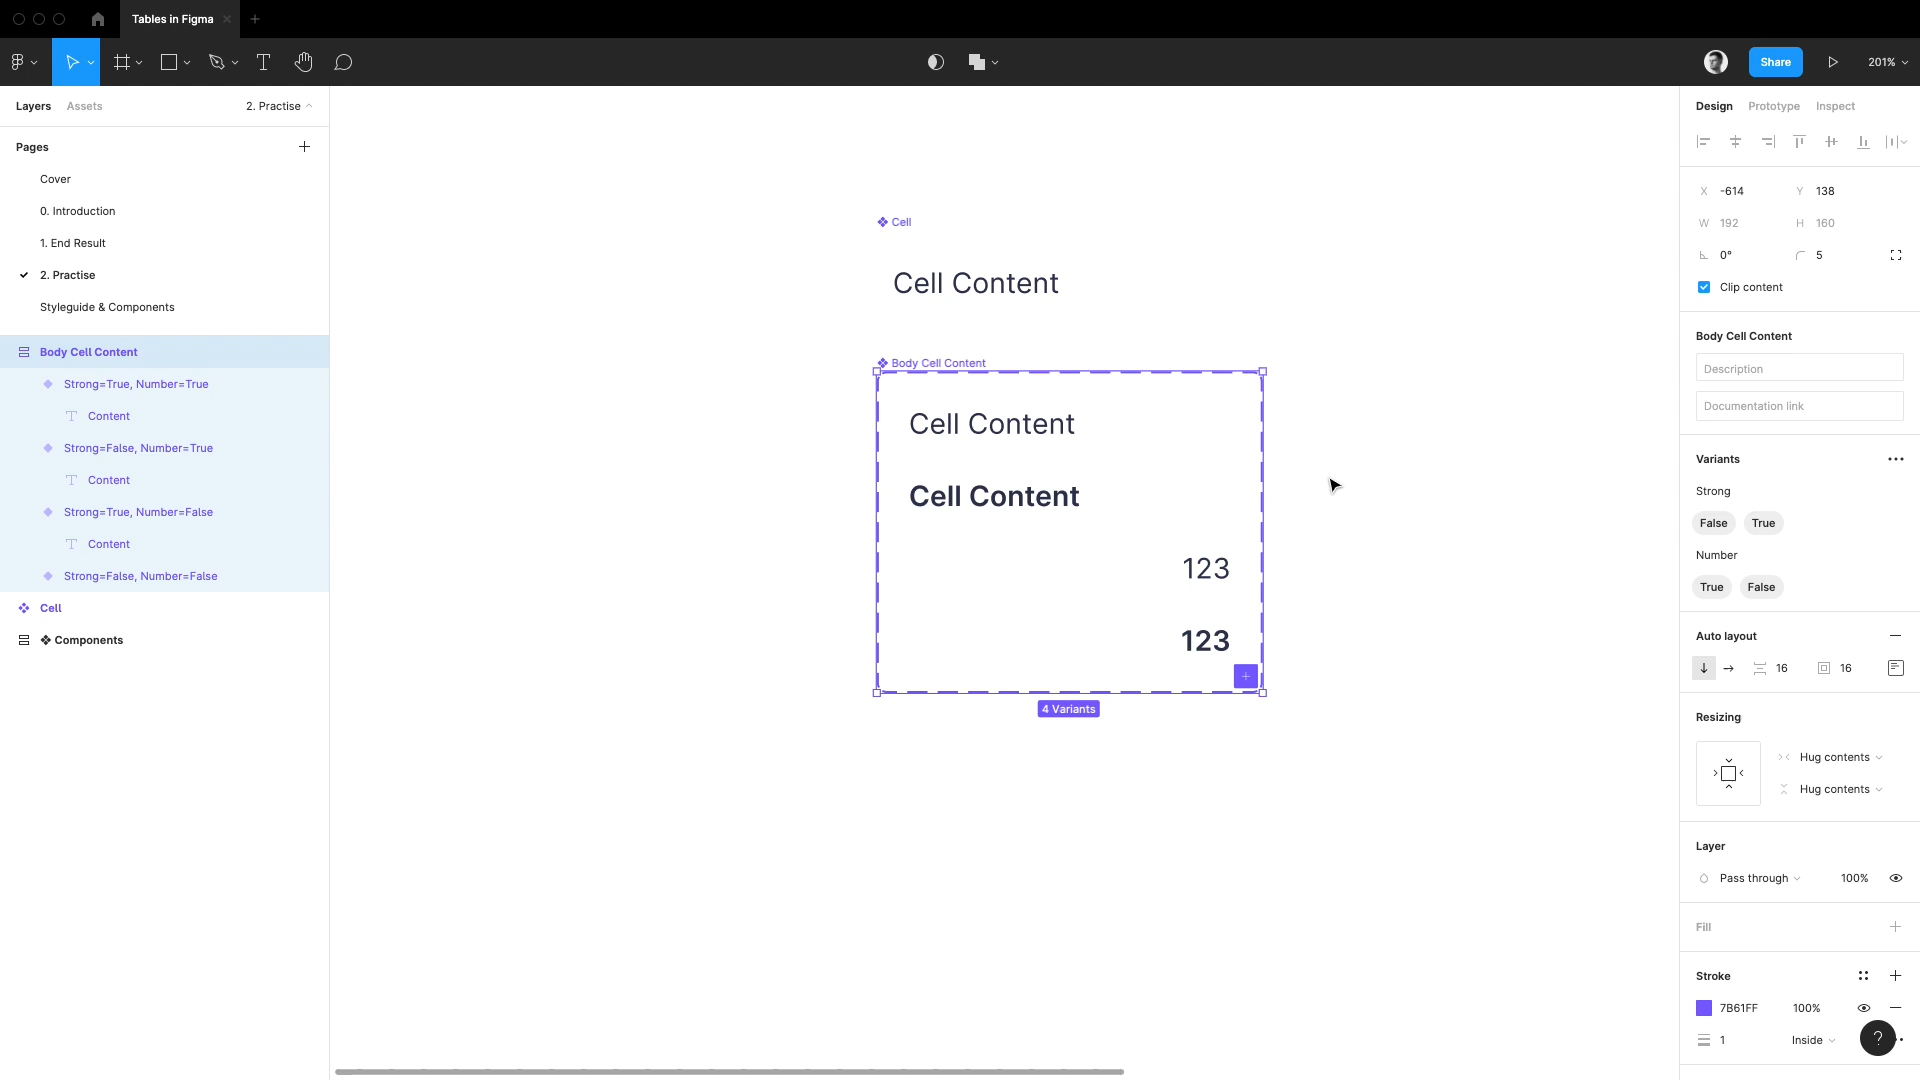 Tables in Figma
Share
201%
Layers
Assets
2. Practise
Pages
Cover
0. Introduction
1. End Result
2. Practise
Styleguide & Components
Body Cell Content
Strong=True, Number=True
Content
Strong=False, Number=True
Content
Strong=True, Number=False
Content
Strong=False, Number=False
Cell
Components
Cell
Cell Content
Body Cell Content
Cell Content
Cell Content
123
123
4 Variants
Design
Prototype
Inspect
X -614 Y 138
W 192 H 160
0° 5
Clip content
Body Cell Content
Description
Documentation link
Variants
Strong
False True
Number
True False
Auto layout
16 16
Resizing
Hug contents
Hug contents
Layer
Pass through 100%
Fill
Stroke
7B61FF 100%
1 Inside
?